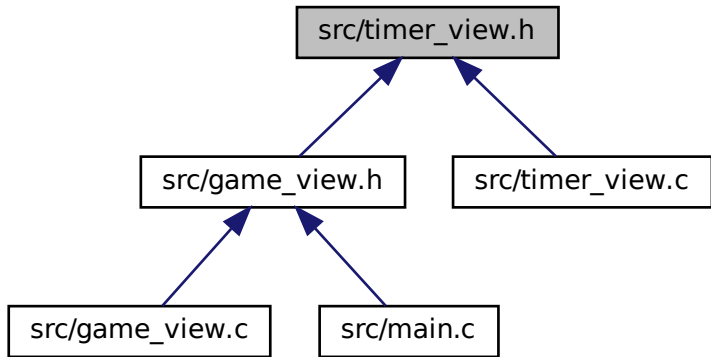 src/timer_view.h
src/game_view.h
src/timer_view.c
src/game_view.c
src/main.c